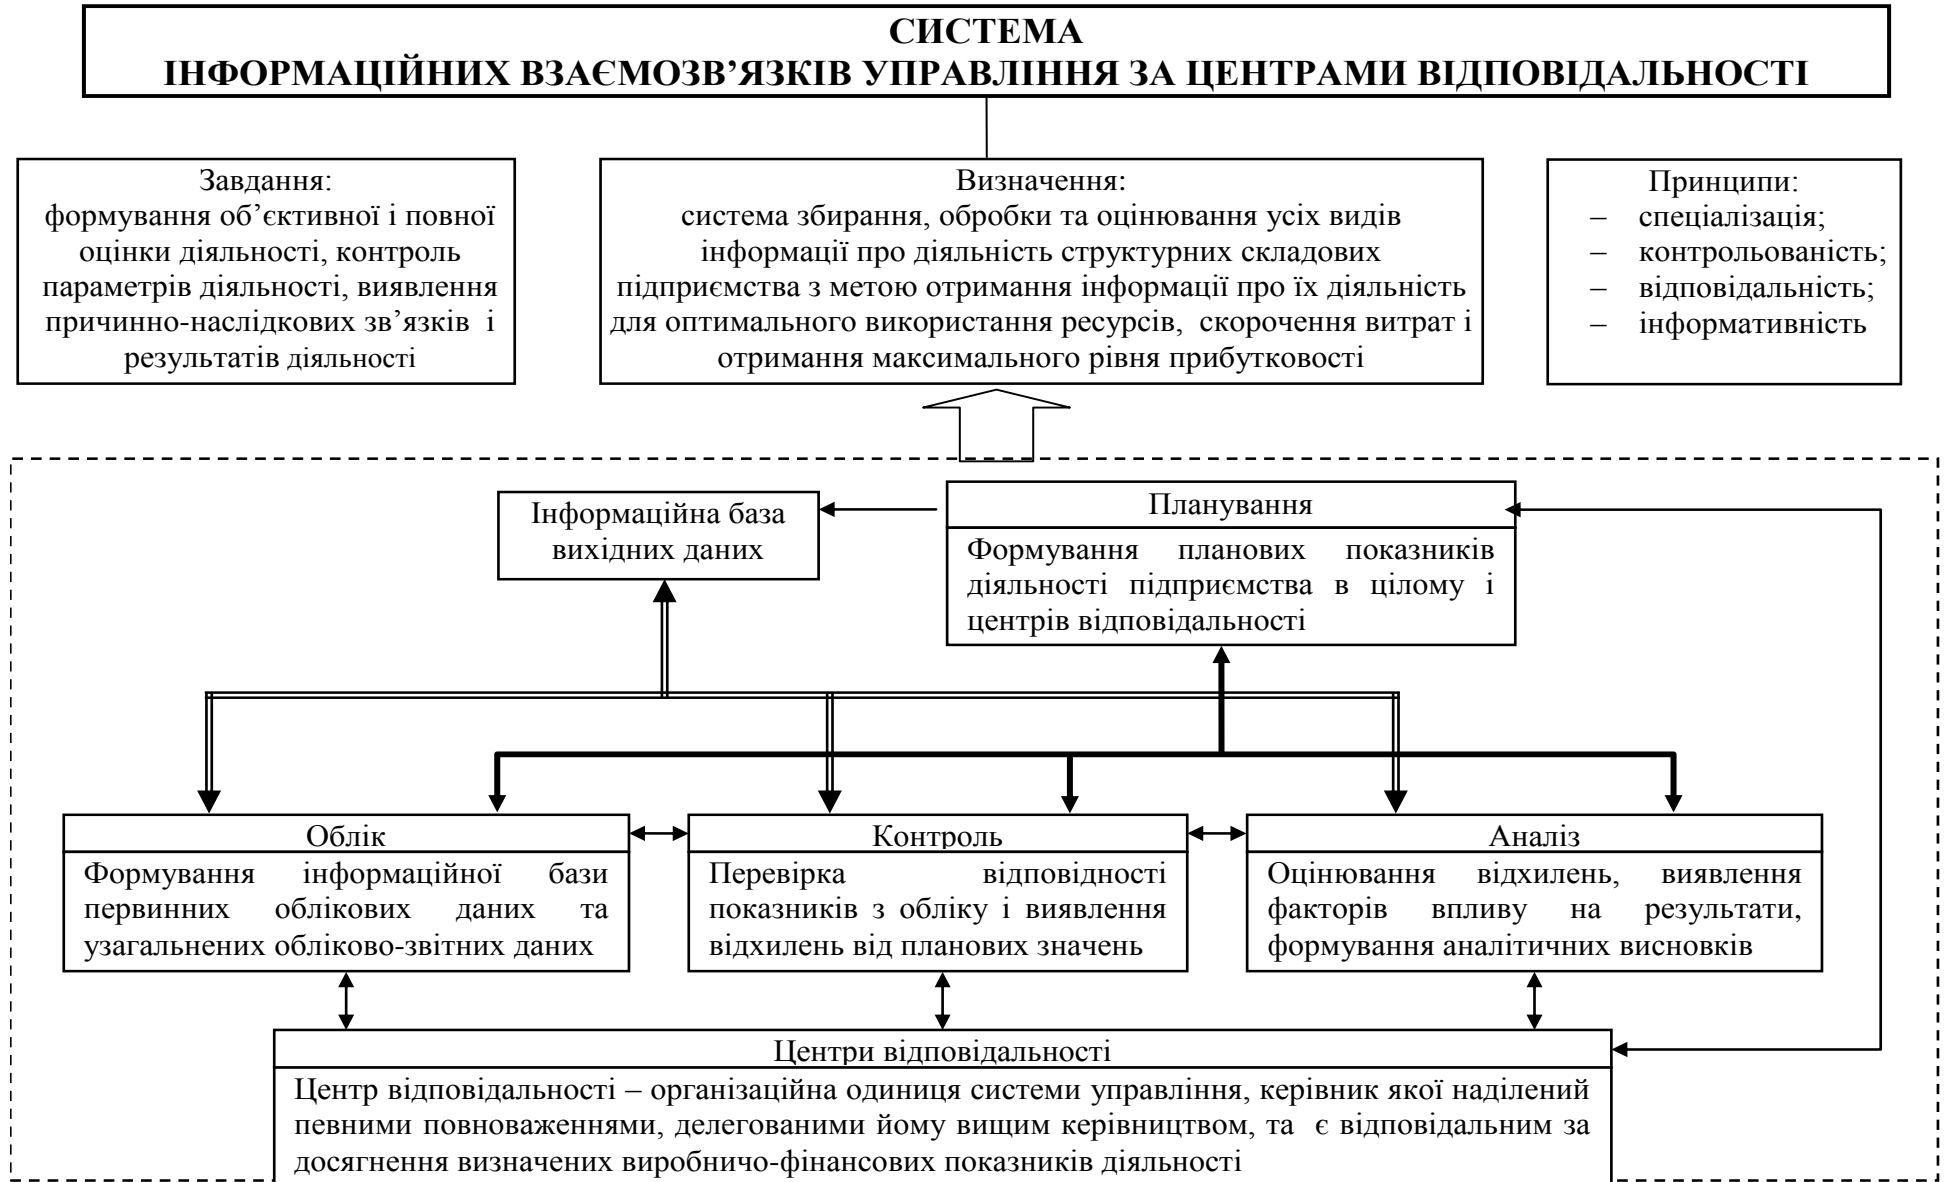 СИСТЕМА
ІНФОРМАЦІЙНИХ ВЗАЄМОЗВ’ЯЗКІВ УПРАВЛІННЯ ЗА ЦЕНТРАМИ ВІДПОВІДАЛЬНОСТІ
Завдання:
формування об’єктивної і повної
оцінки діяльності, контроль
параметрів діяльності, виявлення
причинно-наслідкових зв’язків і
результатів діяльності
Визначення:
система збирання, обробки та оцінювання усіх видів
інформації про діяльність структурних складових
підприємства з метою отримання інформації про їх діяльність
для оптимального використання ресурсів, скорочення витрат і
отримання максимального рівня прибутковості
Принципи:
– спеціалізація;
– контрольованість;
– відповідальність;
– інформативність
Інформаційна база
вихідних даних
Планування
Формування планових показників
діяльності підприємства в цілому і
центрів відповідальності
Облік
Формування інформаційної бази
первинних облікових даних та
узагальнених обліково-звітних даних
Контроль
Перевірка відповідності
показників з обліку і виявлення
відхилень від планових значень
Аналіз
Оцінювання відхилень, виявлення
факторів впливу на результати,
формування аналітичних висновків
Центри відповідальності
Центр відповідальності – організаційна одиниця системи управління, керівник якої наділений
певними повноваженнями, делегованими йому вищим керівництвом, та є відповідальним за
досягнення визначених виробничо-фінансових показників діяльності